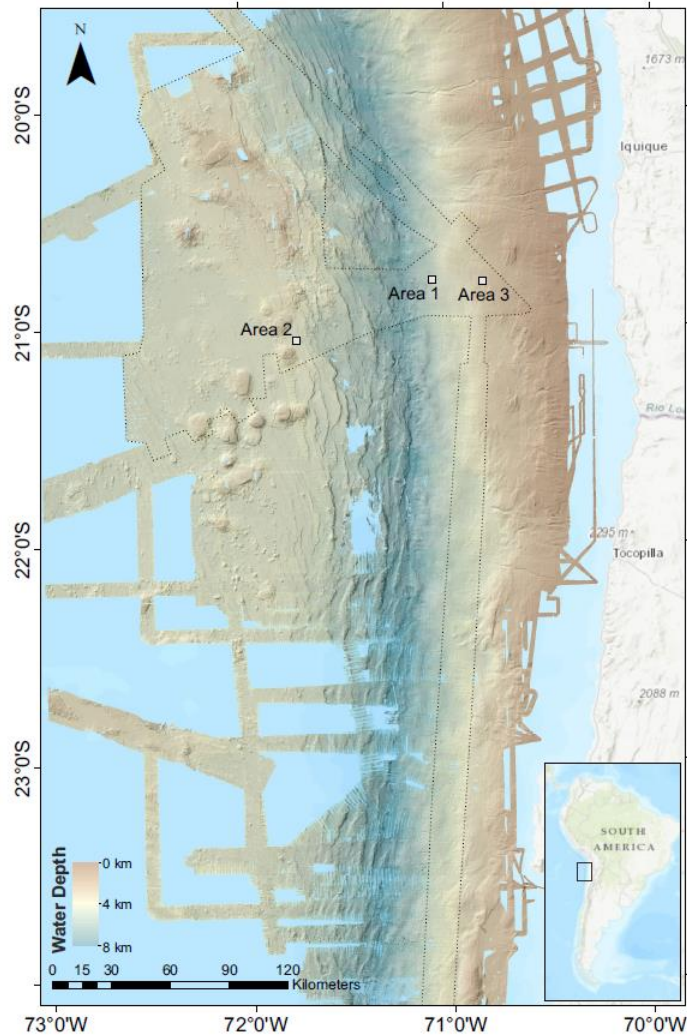 N
1673 m
20°0'S
Iquique
Area 1
Area 3
Area 2
21°0'S
2295 m
22°0'S
Tocopilla
2088 m
23°0'S
SOUTH
AMERICA
Water Depth
0 km
4 km
8 km
0 15 30 60 90 120
Kilometers
73°0'W 72°0'W 71°0'W 70°0'W